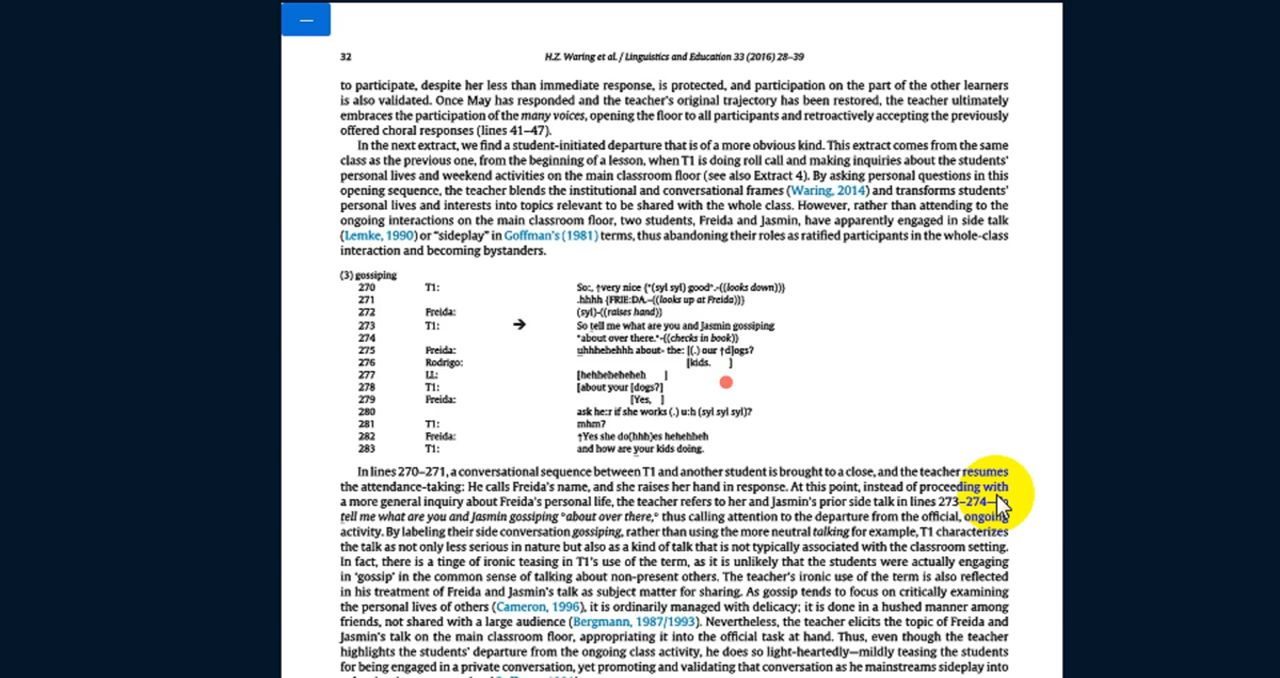 32 H.Z. Waring et al. / Linguistics and Education 33 (2016) 28–39
to participate, despite her less than immediate response, is protected, and participation on the part of the other learners
is also validated. Once May has responded and the teacher's original trajectory has been restored, the teacher ultimately
embraces the participation of the many voices, opening the floor to all participants and retroactively accepting the previously
offered choral responses (lines 41–47).
In the next extract, we find a student-initiated departure that is of a more obvious kind. This extract comes from the same
class as the previous one, from the beginning of a lesson, when T1 is doing roll call and making inquiries about the students'
personal lives and weekend activities on the main classroom floor (see also Extract 4). By asking personal questions in this
opening sequence, the teacher blends the institutional and conversational frames (Waring, 2014) and transforms students'
personal lives and interests into topics relevant to be shared with the whole class. However, rather than attending to the
ongoing interactions on the main classroom floor, two students, Freida and Jasmin, have apparently engaged in side talk
(Lemke, 1990) or "sideplay" in Goffman's (1981) terms, thus abandoning their roles as ratified participants in the whole-class
interaction and becoming bystanders.
(3) gossiping
270 T1: So:, ↑very nice {°(syl syl) good°.-((looks down))}
271 .hhhh {FRIE:DA.-((looks up at Freida))}
272 Freida: (syl)-((raises hand))
273 T1: → So tell me what are you and Jasmin gossiping
274 °about over there.°-((checks in book))
275 Freida: uhhhehehhh about- the: [(.) our ↑d]ogs?
276 Rodrigo: [kids. ]
277 LL: [hehheheheheh ]
278 T1: [about your [dogs?]
279 Freida: [Yes, ]
280 ask he:r if she works (.) u:h (syl syl syl)?
281 T1: mhm?
282 Freida: ↑Yes she do(hhh)es hehehheh
283 T1: and how are your kids doing.
In lines 270–271, a conversational sequence between T1 and another student is brought to a close, and the teacher resumes
the attendance-taking: He calls Freida's name, and she raises her hand in response. At this point, instead of proceeding with
a more general inquiry about Freida's personal life, the teacher refers to her and Jasmin's prior side talk in lines 273–274—
tell me what are you and Jasmin gossiping °about over there,° thus calling attention to the departure from the official, ongoing
activity. By labeling their side conversation gossiping, rather than using the more neutral talking for example, T1 characterizes
the talk as not only less serious in nature but also as a kind of talk that is not typically associated with the classroom setting.
In fact, there is a tinge of ironic teasing in T1's use of the term, as it is unlikely that the students were actually engaging
in 'gossip' in the common sense of talking about non-present others. The teacher's ironic use of the term is also reflected
in his treatment of Freida and Jasmin's talk as subject matter for sharing. As gossip tends to focus on critically examining
the personal lives of others (Cameron, 1996), it is ordinarily managed with delicacy; it is done in a hushed manner among
friends, not shared with a large audience (Bergmann, 1987/1993). Nevertheless, the teacher elicits the topic of Freida and
Jasmin's talk on the main classroom floor, appropriating it into the official task at hand. Thus, even though the teacher
highlights the students' departure from the ongoing class activity, he does so light-heartedly—mildly teasing the students
for being engaged in a private conversation, yet promoting and validating that conversation as he mainstreams sideplay into